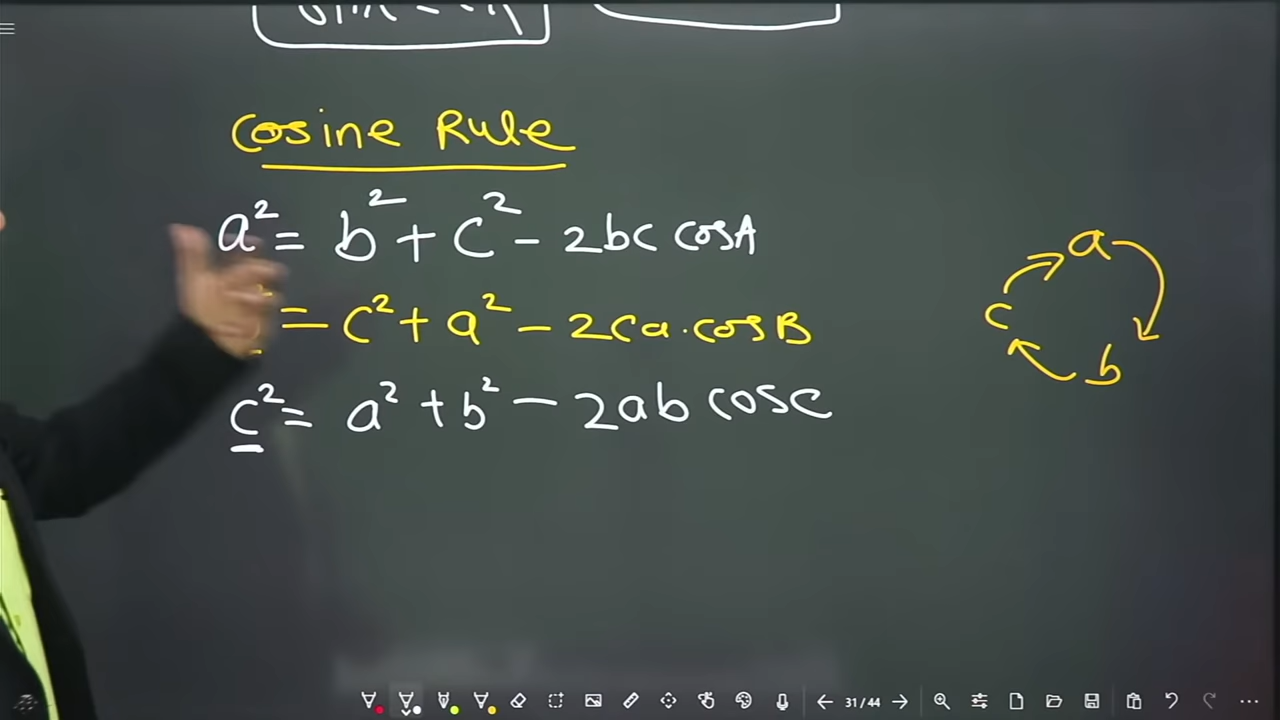 Cosine Rule
a² = b² + c² - 2bc cosA
= c² + a² - 2ca.cosB
c² = a² + b² - 2ab cosc
a
c
b
31/44